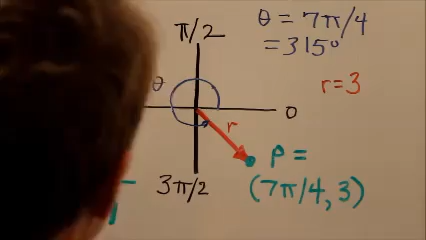 π/2
θ = 7π/4
= 315°
θ
r=3
0
r
P =
3π/2
(7π/4, 3)